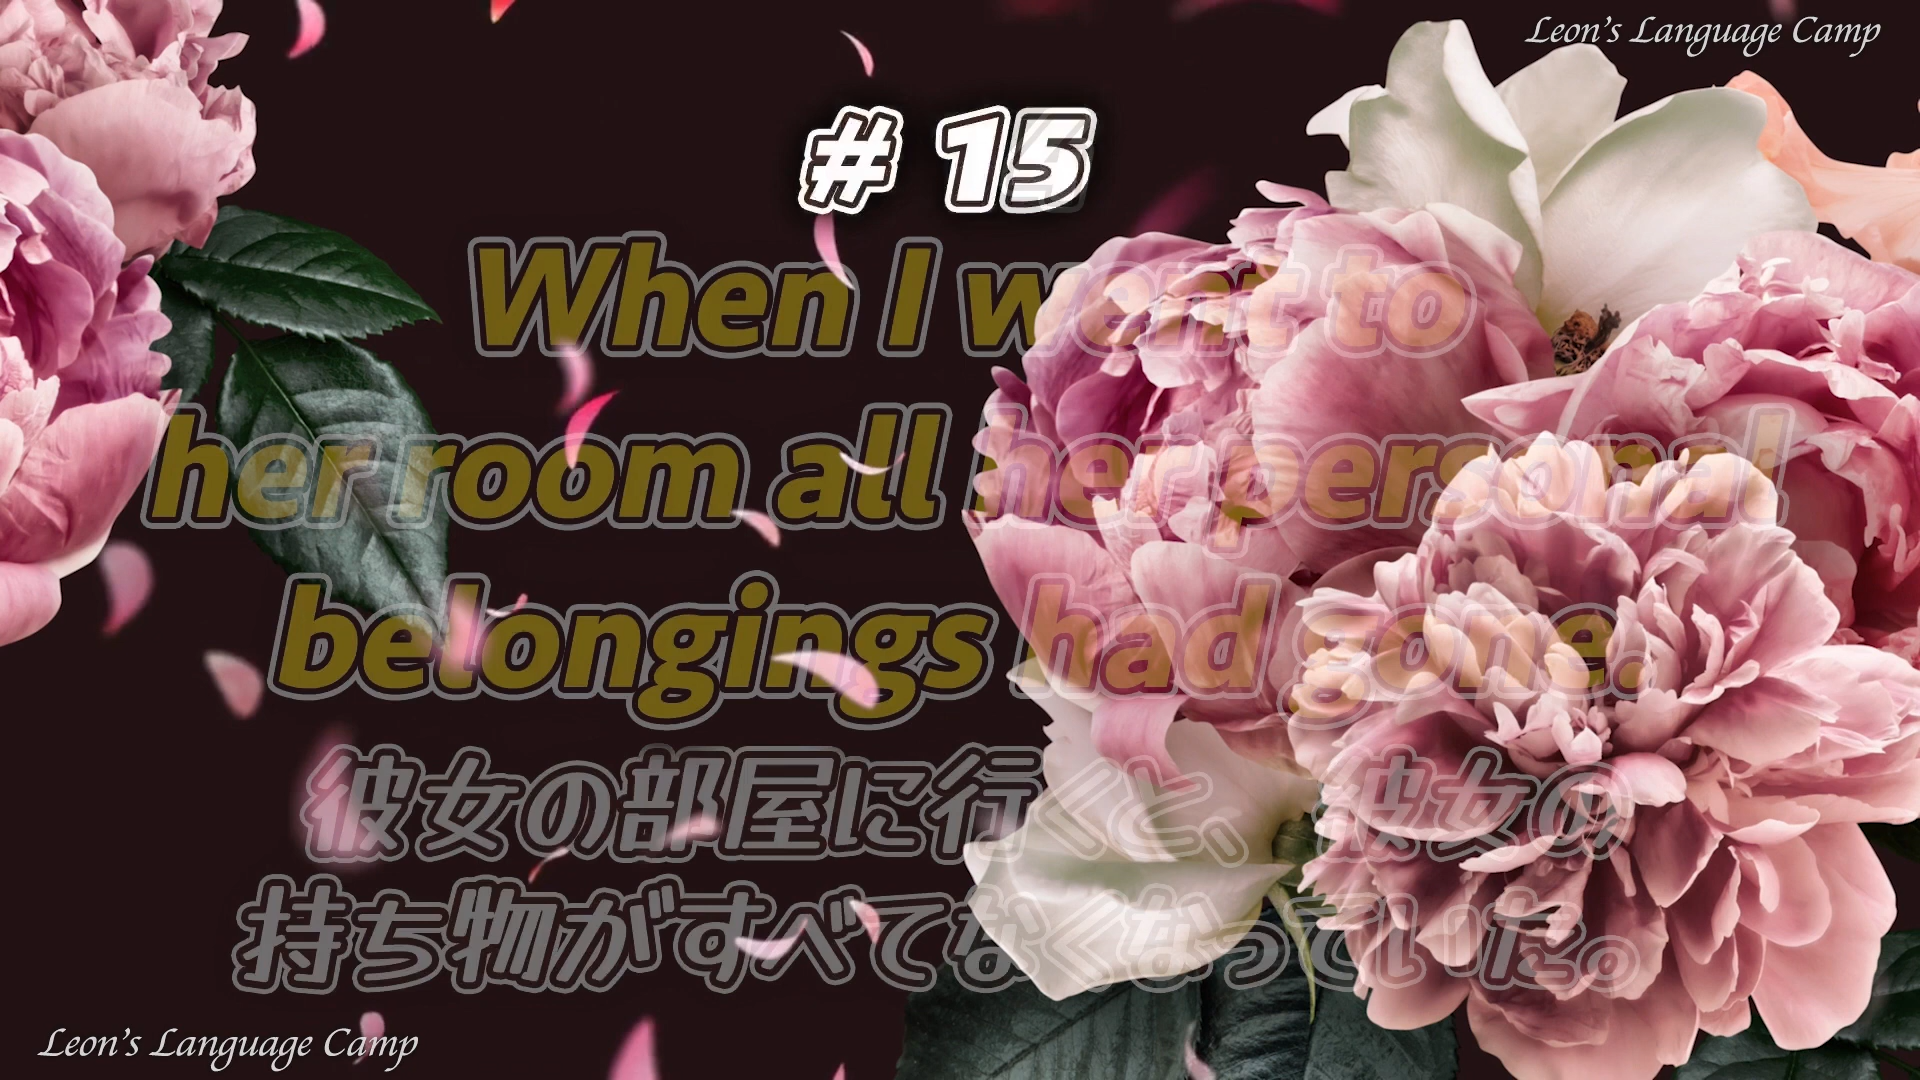 Leon's Language Camp
# 15
When I went to
her room all her personal
belongings had gone.
彼女の部屋に行くと、彼女の
持ち物がすべてなくなっていた。
Leon's Language Camp